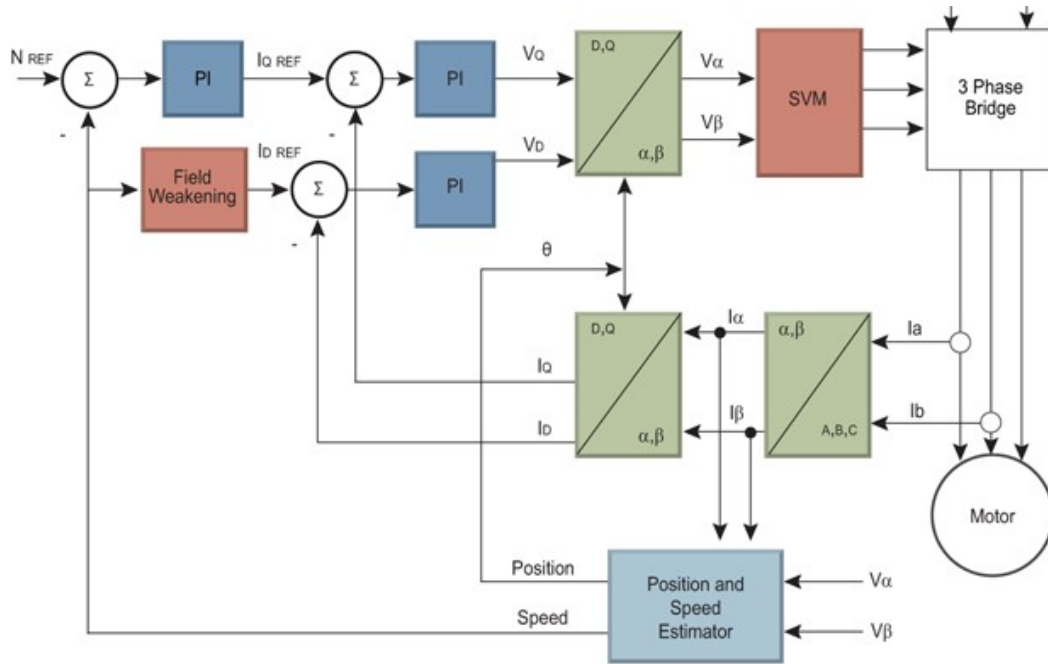 N REF
Σ
-
PI
IQ REF
Σ
-
PI
VQ
D,Q
α,β
Vα
Vβ
SVM
3 Phase
Bridge
Field
Weakening
ID REF
Σ
-
PI
VD
θ
D,Q
α,β
IQ
ID
Iα
Iβ
α,β
A,B,C
Ia
Ib
Motor
Position
Speed
Position and
Speed
Estimator
Vα
Vβ